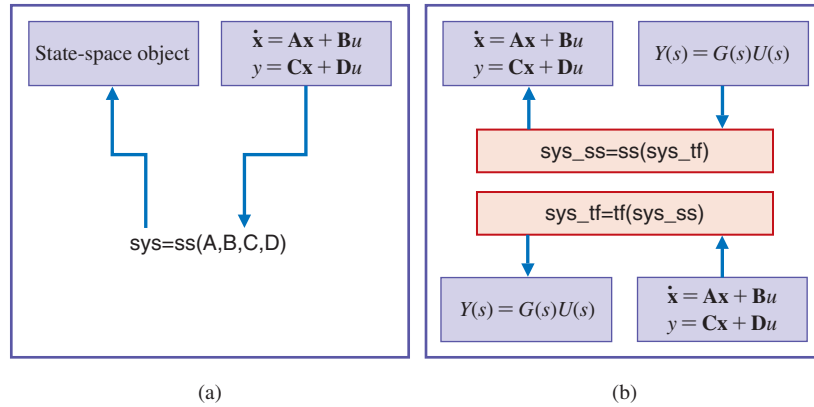 State-space object
ẋ = Ax + Bu
y = Cx + Du
sys=ss(A,B,C,D)
(a)
ẋ = Ax + Bu
y = Cx + Du
Y(s) = G(s)U(s)
sys_ss=ss(sys_tf)
sys_tf=tf(sys_ss)
Y(s) = G(s)U(s)
ẋ = Ax + Bu
y = Cx + Du
(b)